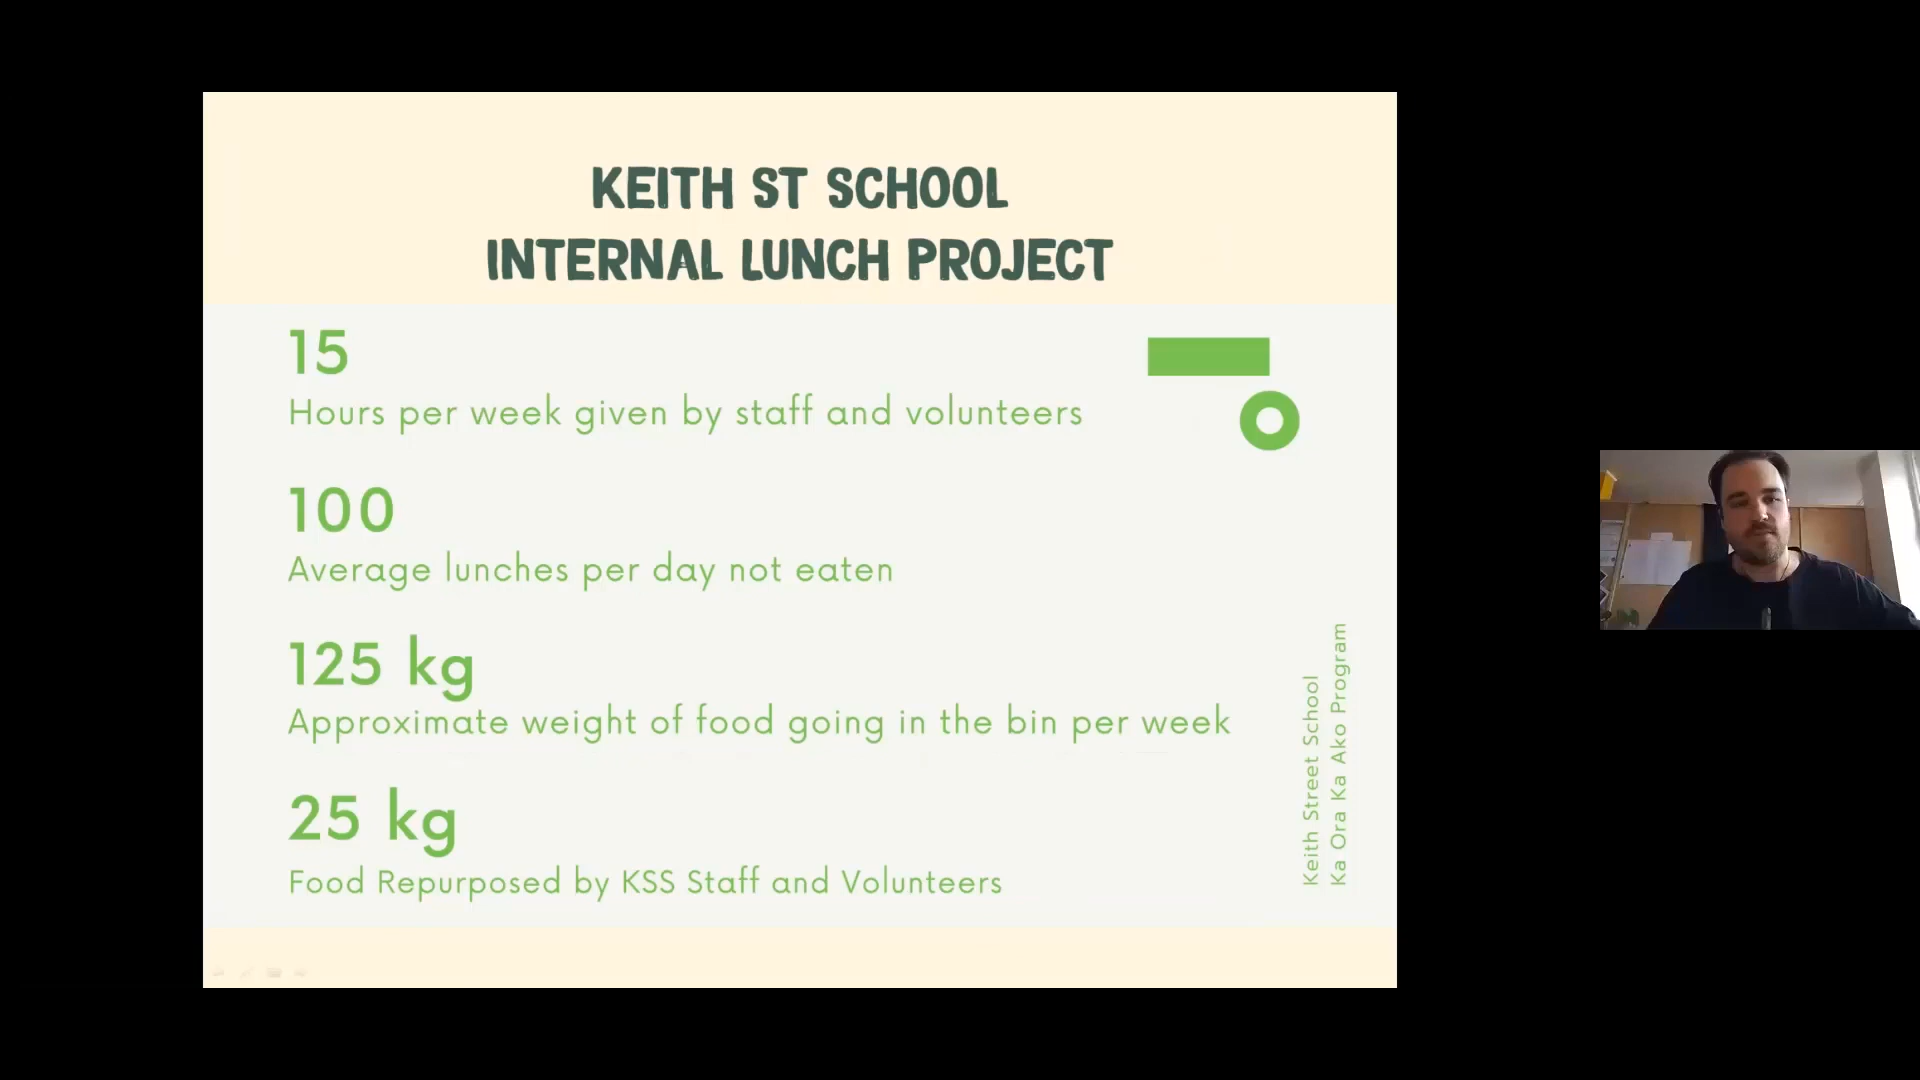 KEITH ST SCHOOL
INTERNAL LUNCH PROJECT
15
Hours per week given by staff and volunteers
100
Average lunches per day not eaten
125 kg
Approximate weight of food going in the bin per week
25 kg
Food Repurposed by KSS Staff and Volunteers
Keith Street School
Ka Ora Ka Ako Program